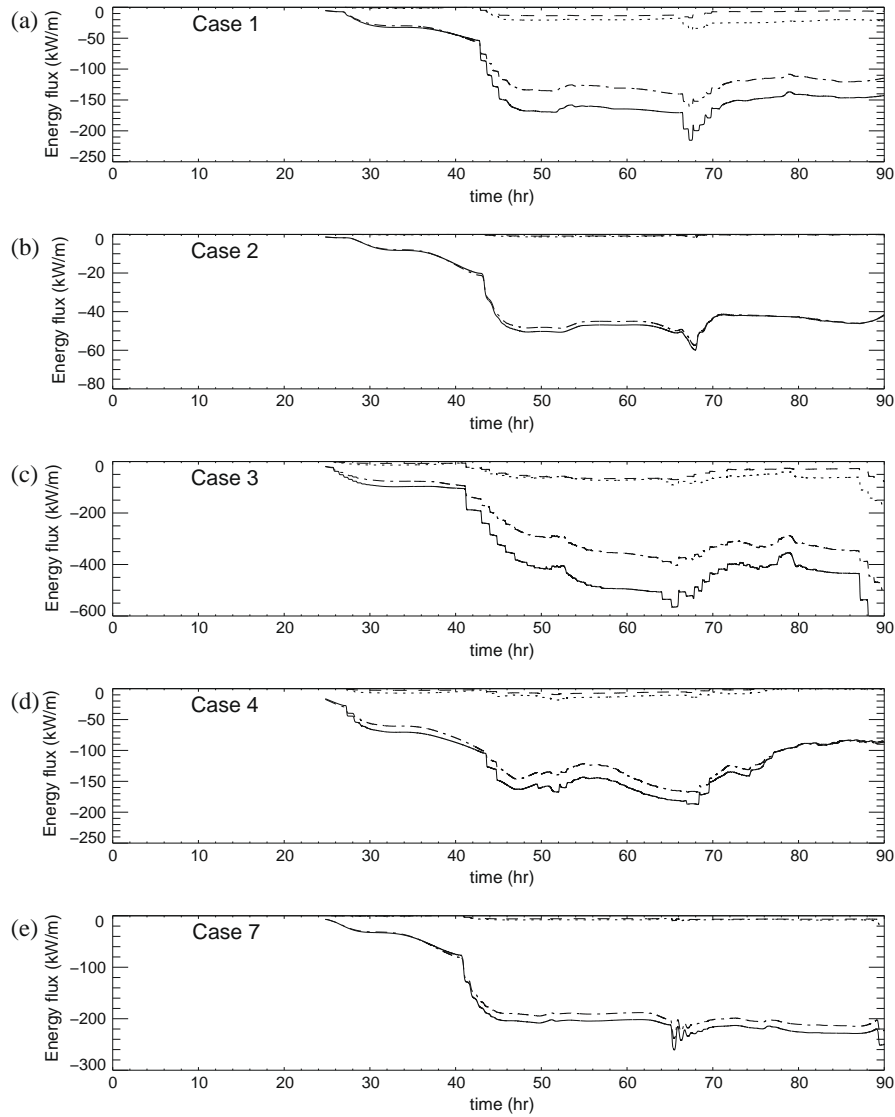 (a)
Case 1
Energy flux (kW/m)
0
−50
−100
−150
−200
−250
0 10 20 30 40 50 60 70 80 90
time (hr)
(b)
Case 2
Energy flux (kW/m)
0
−20
−40
−60
−80
0 10 20 30 40 50 60 70 80 90
time (hr)
(c)
Case 3
Energy flux (kW/m)
0
−200
−400
−600
0 10 20 30 40 50 60 70 80 90
time (hr)
(d)
Case 4
Energy flux (kW/m)
0
−50
−100
−150
−200
−250
0 10 20 30 40 50 60 70 80 90
time (hr)
(e)
Case 7
Energy flux (kW/m)
0
−100
−200
−300
0 10 20 30 40 50 60 70 80 90
time (hr)